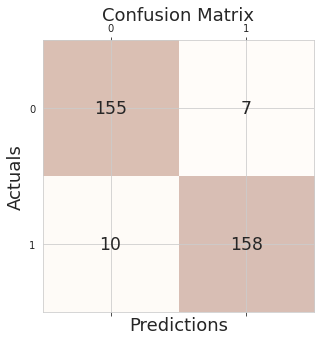 Confusion Matrix
0 1
0 155 7
Actuals
1 10 158
Predictions